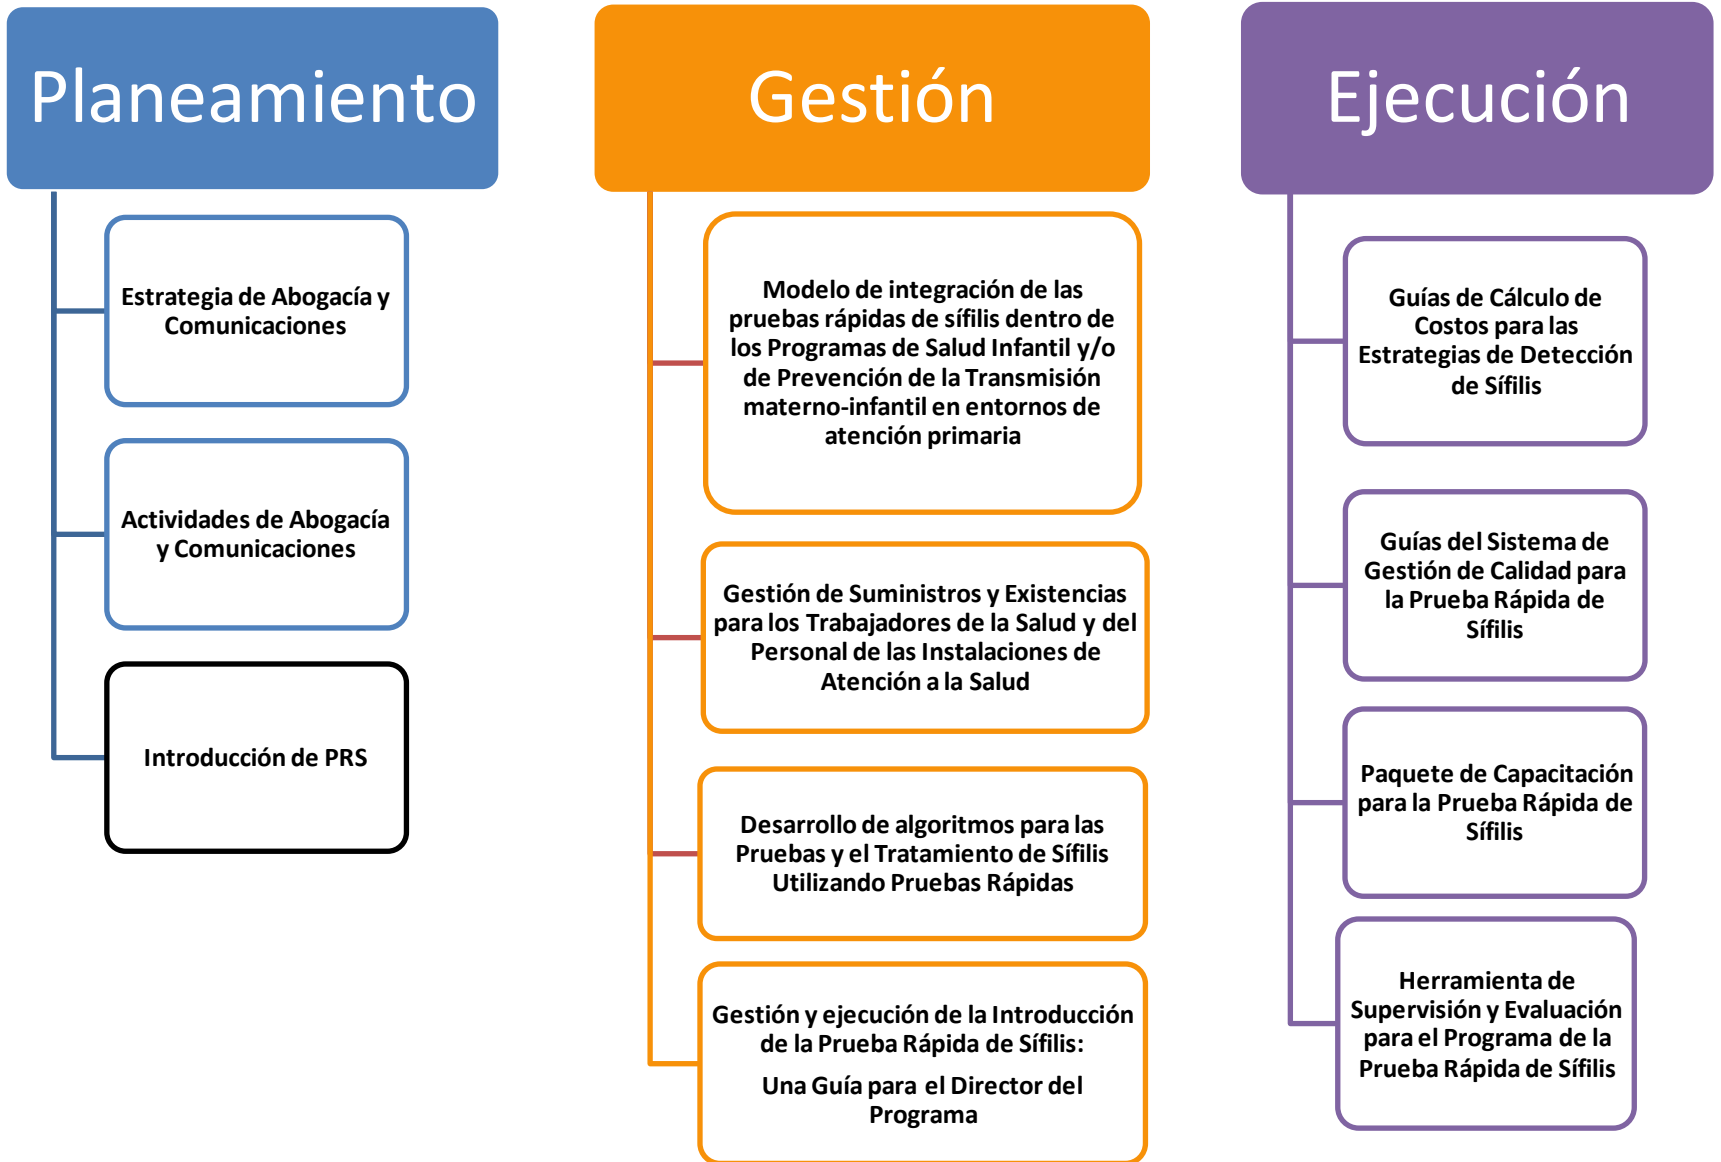 Planeamiento
Estrategia de Abogacía y
Comunicaciones
Actividades de Abogacía
y Comunicaciones
Introducción de PRS
Gestión
Modelo de integración de las
pruebas rápidas de sífilis dentro de
los Programas de Salud Infantil y/o
de Prevención de la Transmisión
materno-infantil en entornos de
atención primaria
Gestión de Suministros y Existencias
para los Trabajadores de la Salud y del
Personal de las Instalaciones de
Atención a la Salud
Desarrollo de algoritmos para las
Pruebas y el Tratamiento de Sífilis
Utilizando Pruebas Rápidas
Gestión y ejecución de la Introducción
de la Prueba Rápida de Sífilis:
Una Guía para el Director del
Programa
Ejecución
Guías de Cálculo de
Costos para las
Estrategias de Detección
de Sífilis
Guías del Sistema de
Gestión de Calidad para
la Prueba Rápida de
Sífilis
Paquete de Capacitación
para la Prueba Rápida de
Sífilis
Herramienta de
Supervisión y Evaluación
para el Programa de la
Prueba Rápida de Sífilis